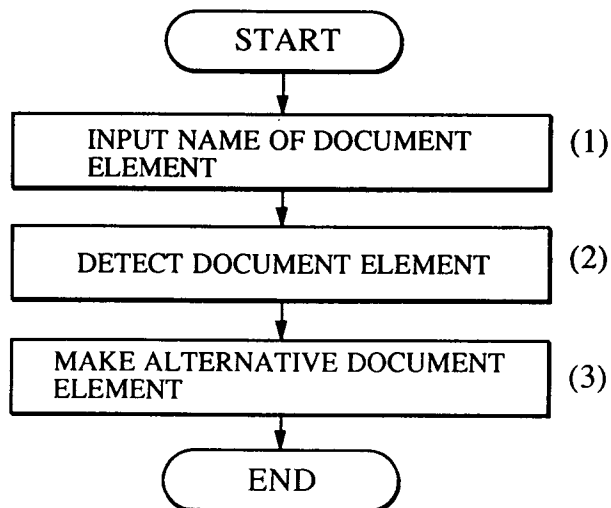 START
INPUT NAME OF DOCUMENT
ELEMENT
(1)
DETECT DOCUMENT ELEMENT
(2)
MAKE ALTERNATIVE DOCUMENT
ELEMENT
(3)
END